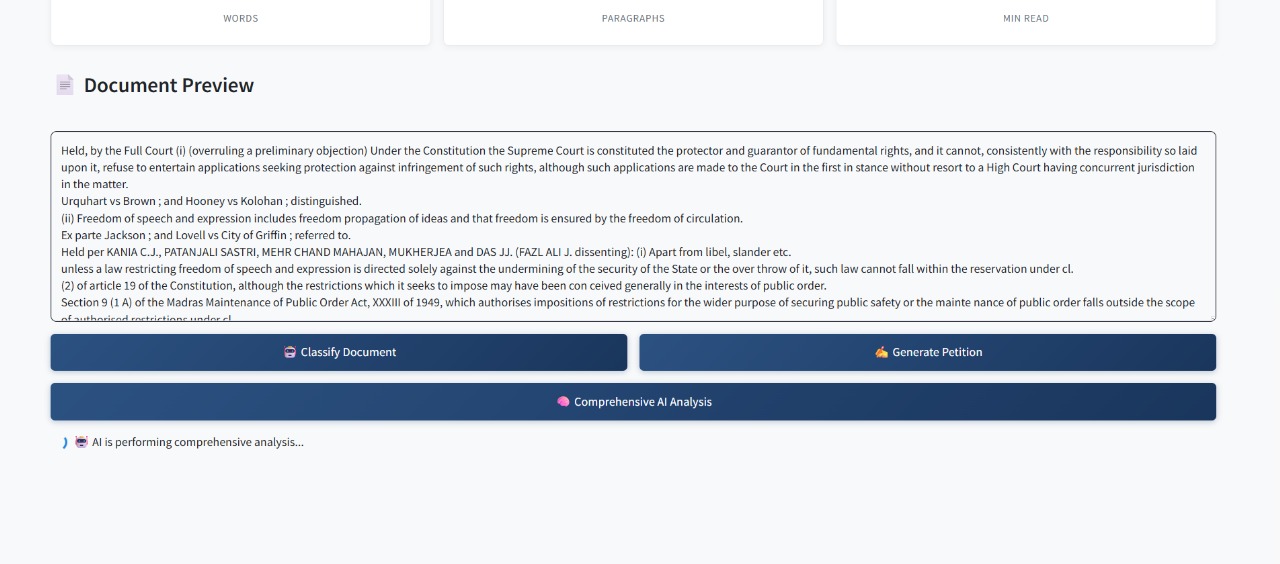 WORDS
PARAGRAPHS
MIN READ
Document Preview
Held, by the Full Court (i) (overruling a preliminary objection) Under the Constitution the Supreme Court is constituted the protector and guarantor of fundamental rights, and it cannot, consistently with the responsibility so laid
upon it, refuse to entertain applications seeking protection against infringement of such rights, although such applications are made to the Court in the first in stance without resort to a High Court having concurrent jurisdiction
in the matter.
Urquhart vs Brown ; and Hooney vs Kolohan ; distinguished.
(ii) Freedom of speech and expression includes freedom propagation of ideas and that freedom is ensured by the freedom of circulation.
Ex parte Jackson ; and Lovell vs City of Griffin ; referred to.
Held per KANIA C.J., PATANJALI SASTRI, MEHR CHAND MAHAJAN, MUKHERJEA and DAS JJ. (FAZL ALI J. dissenting): (i) Apart from libel, slander etc.
unless a law restricting freedom of speech and expression is directed solely against the undermining of the security of the State or the over throw of it, such law cannot fall within the reservation under cl.
(2) of article 19 of the Constitution, although the restrictions which it seeks to impose may have been con ceived generally in the interests of public order.
Section 9 (1 A) of the Madras Maintenance of Public Order Act, XXXIII of 1949, which authorises impositions of restrictions for the wider purpose of securing public safety or the mainte nance of public order falls outside the scope
of authorised restrictions under cl.
Classify Document
Generate Petition
Comprehensive AI Analysis
AI is performing comprehensive analysis...